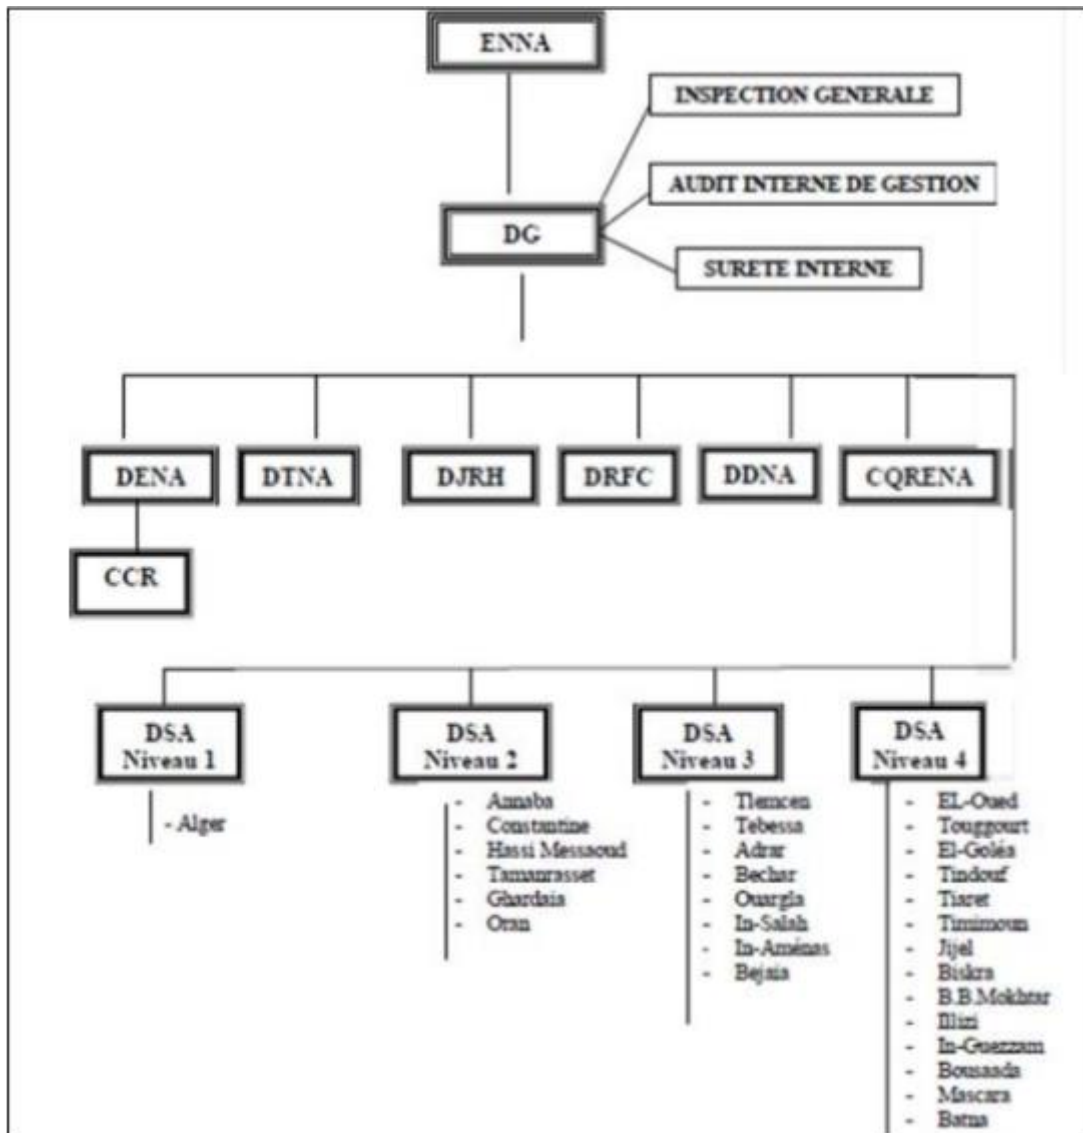 ENNA
INSPECTION GENERALE
AUDIT INTERNE DE GESTION
DG
SURETE INTERNE
DENA
DTNA
DJRH
DRFC
DDNA
CQRENA
CCR
DSA
Niveau 1
- Alger
DSA
Niveau 2
- Annaba
- Constantine
- Hassi Messaoud
- Tamanrasset
- Ghardaia
- Oran
DSA
Niveau 3
- Tlemcen
- Tebessa
- Adrar
- Bechar
- Ouargla
- In-Salah
- In-Aménas
- Bejaia
DSA
Niveau 4
- EL-Oued
- Touggourt
- El-Goléa
- Tindouf
- Tiaret
- Timimoun
- Jijel
- Biskra
- B.B.Mokhtar
- Illizi
- In-Guezzam
- Bousaada
- Mascara
- Batna